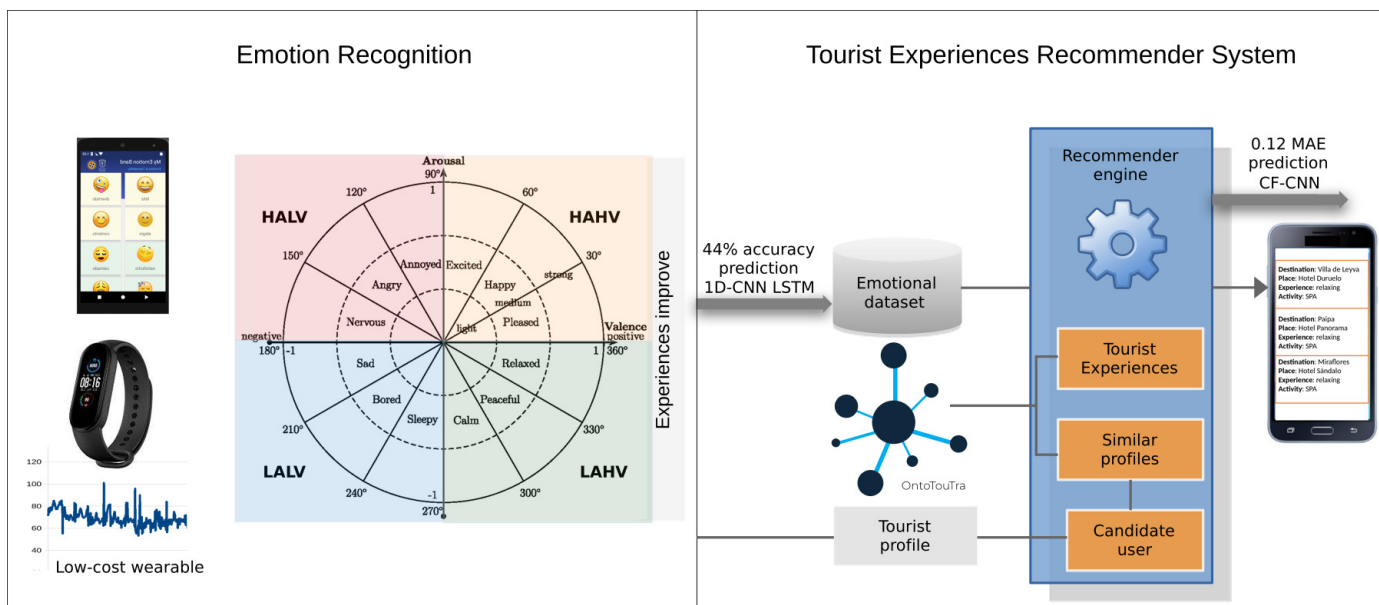 Emotion Recognition
My Emotion Band
08:16
120
100
80
60
40
Low-cost wearable
Arousal
90°
1
120°
60°
HALV
HAHV
150°
30°
Annoyed
Excited
strong
Angry
Happy
medium
Nervous
light
Pleased
Valence
negative
positive
180°
-1
1
360°
Sad
Relaxed
Bored
Peaceful
Sleepy
Calm
210°
330°
LALV
LAHV
240°
-1
300°
270°
Experiences improve
Tourist Experiences Recommender System
44% accuracy
prediction
1D-CNN LSTM
Emotional
dataset
OntoTouTra
Tourist
profile
Recommender
engine
Tourist
Experiences
Similar
profiles
Candidate
user
0.12 MAE
prediction
CF-CNN
Destination: Villa de Leyva
Place: Hotel Duruelo
Experience: relaxing
Activity: SPA
Destination: Paipa
Place: Hotel Panorama
Experience: relaxing
Activity: SPA
Destination: Miraflores
Place: Hotel Sándalo
Experience: relaxing
Activity: SPA